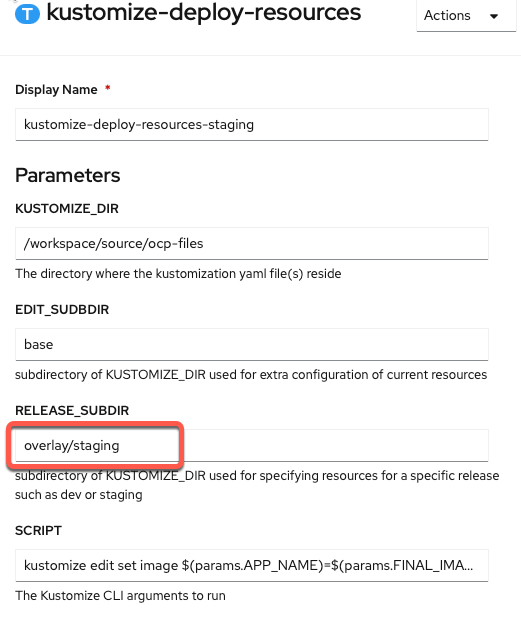 T kustomize-deploy-resources
Actions
Display Name *
kustomize-deploy-resources-staging
Parameters
KUSTOMIZE_DIR
/workspace/source/ocp-files
The directory where the kustomization yaml file(s) reside
EDIT_SUDBDIR
base
subdirectory of KUSTOMIZE_DIR used for extra configuration of current resources
RELEASE_SUBDIR
overlay/staging
subdirectory of KUSTOMIZE_DIR used for specifying resources for a specific release
such as dev or staging
SCRIPT
kustomize edit set image $(params.APP_NAME)=$(params.FINAL_IMA...
The Kustomize CLI arguments to run